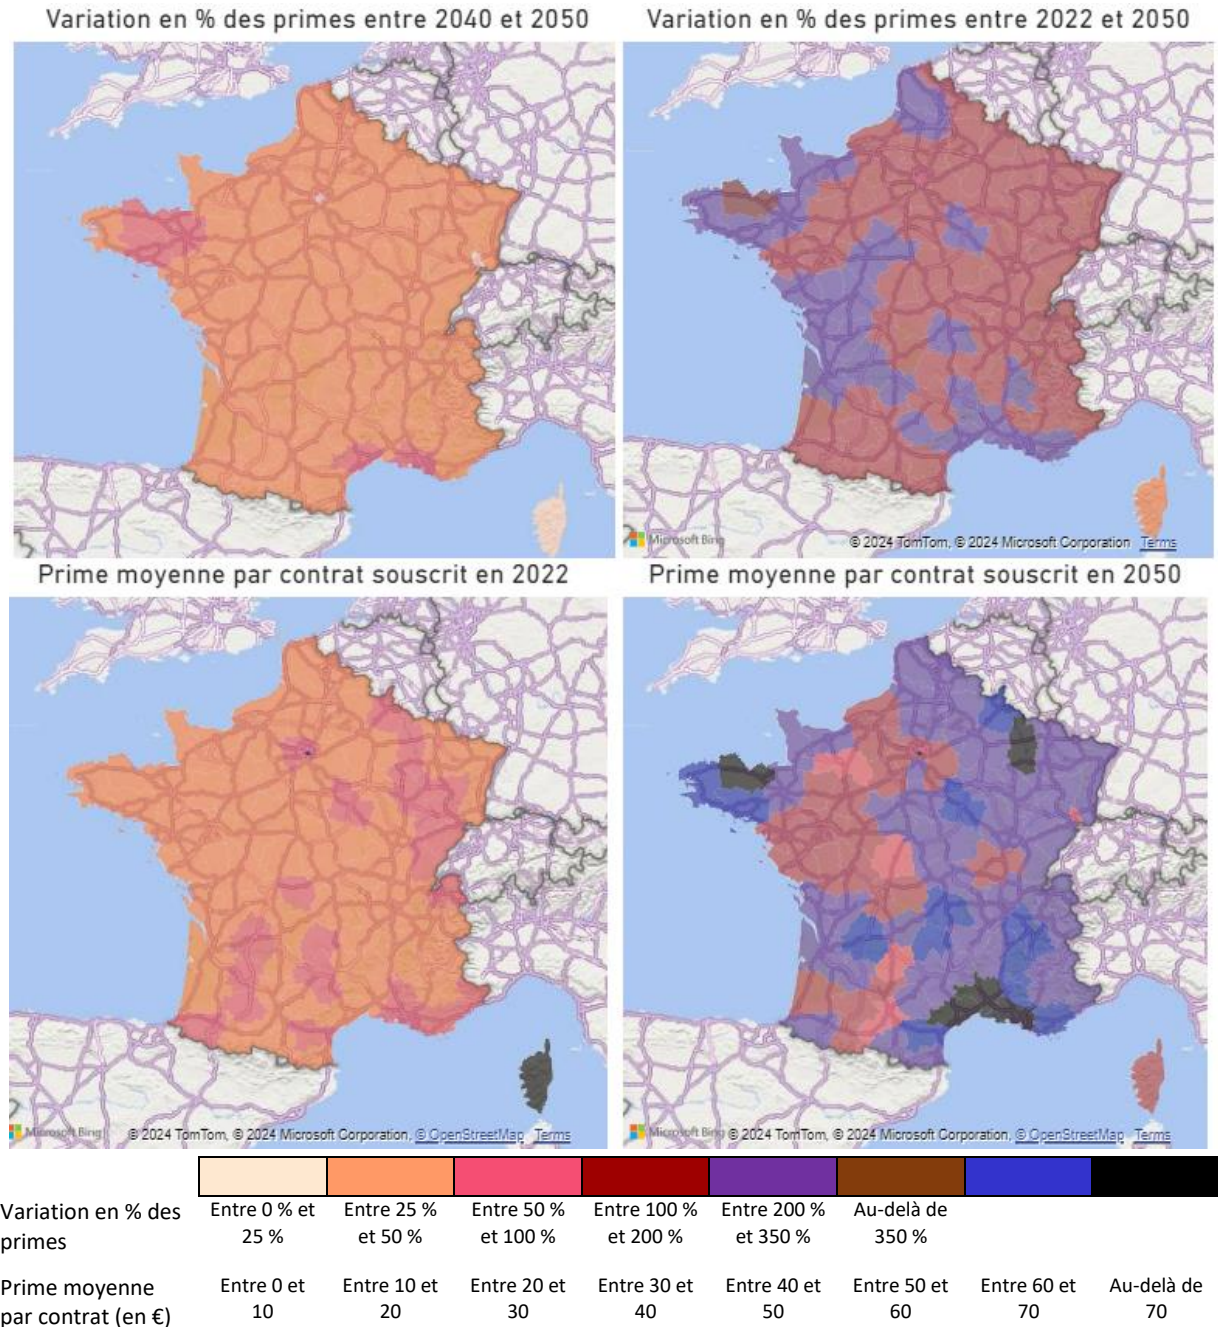 Variation en % des primes entre 2040 et 2050
Variation en % des primes entre 2022 et 2050
Microsoft Bing
© 2024 TomTom, © 2024 Microsoft Corporation Terms
Prime moyenne par contrat souscrit en 2022
Prime moyenne par contrat souscrit en 2050
Microsoft Bing
© 2024 TomTom, © 2024 Microsoft Corporation, © OpenStreetMap Terms
Microsoft Bing
© 2024 TomTom, © 2024 Microsoft Corporation, © OpenStreetMap Terms
Variation en % des primes
Entre 0 % et 25 %
Entre 25 % et 50 %
Entre 50 % et 100 %
Entre 100 % et 200 %
Entre 200 % et 350 %
Au-delà de 350 %
Prime moyenne par contrat (en €)
Entre 0 et 10
Entre 10 et 20
Entre 20 et 30
Entre 30 et 40
Entre 40 et 50
Entre 50 et 60
Entre 60 et 70
Au-delà de 70